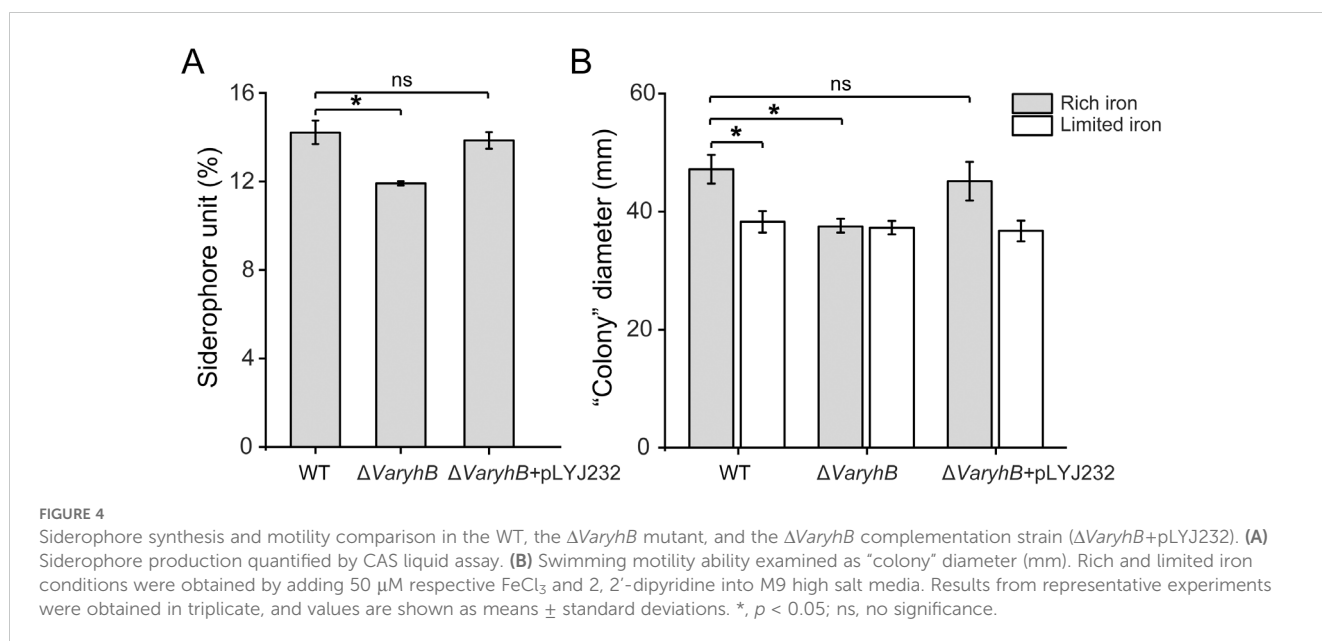 A
B
ns
*
16
12
8
4
0
Siderophore unit (%)
WT
ΔVaryhB
ΔVaryhB+pLYJ232
ns
*
*
60
40
20
0
"Colony" diameter (mm)
Rich iron
Limited iron
WT
ΔVaryhB
ΔVaryhB+pLYJ232
FIGURE 4
Siderophore synthesis and motility comparison in the WT, the ΔVaryhB mutant, and the ΔVaryhB complementation strain (ΔVaryhB+pLYJ232). (A)
Siderophore production quantified by CAS liquid assay. (B) Swimming motility ability examined as “colony” diameter (mm). Rich and limited iron
conditions were obtained by adding 50 μM respective FeCl₃ and 2, 2′-dipyridine into M9 high salt media. Results from representative experiments
were obtained in triplicate, and values are shown as means ± standard deviations. *, p < 0.05; ns, no significance.